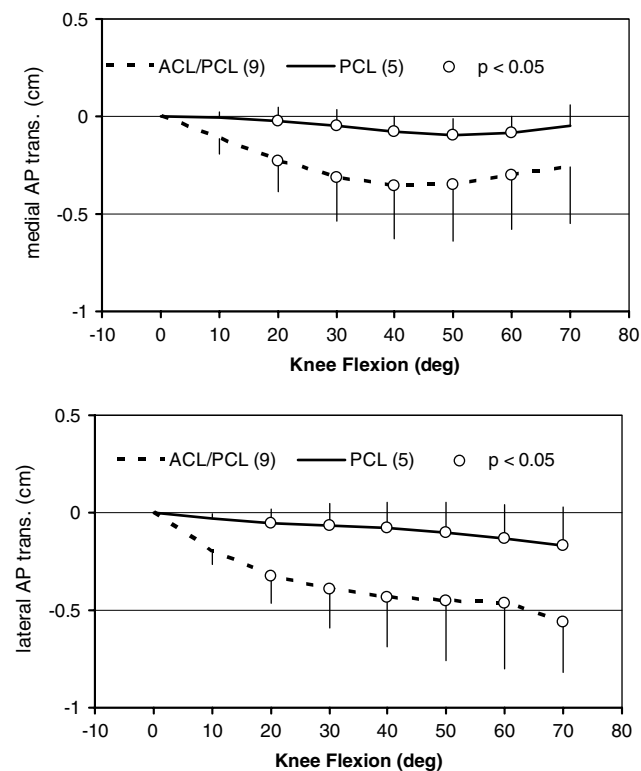 0.5
ACL/PCL (9) PCL (5) p < 0.05
0
-0.5
-1
medial AP trans. (cm)
-10 0 10 20 30 40 50 60 70 80
Knee Flexion (deg)
0.5
ACL/PCL (9) PCL (5) p < 0.05
0
-0.5
-1
lateral AP trans. (cm)
-10 0 10 20 30 40 50 60 70 80
Knee Flexion (deg)